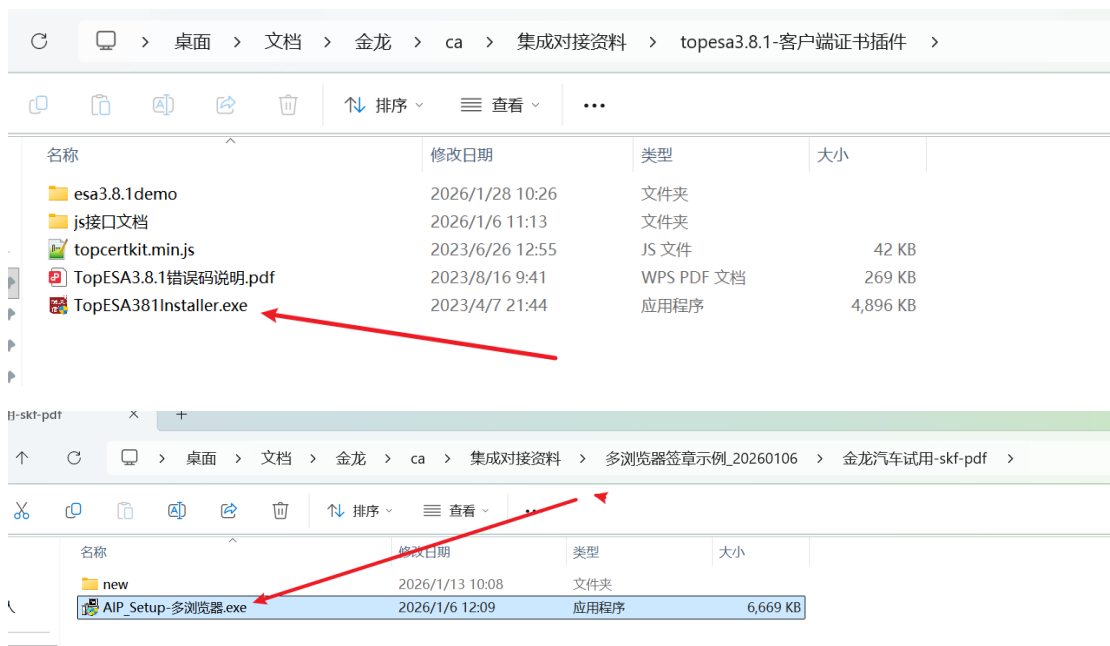 桌面 > 文档 > 金龙 > ca > 集成对接资料 > topesa3.8.1-客户端证书插件 >
排序 查看 •••
名称 修改日期 类型 大小
esa3.8.1demo 2026/1/28 10:26 文件夹
js接口文档 2026/1/6 11:13 文件夹
topcertkit.min.js 2023/6/26 12:55 JS 文件 42 KB
TopESA3.8.1错误码说明.pdf 2023/8/16 9:41 WPS PDF 文档 269 KB
TopESA381Installer.exe 2023/4/7 21:44 应用程序 4,896 KB
-skf-pdf × +
桌面 > 文档 > 金龙 > ca > 集成对接资料 > 多浏览器签章示例_20260106 > 金龙汽车试用-skf-pdf >
排序 查看
名称 修改日期 类型 大小
new 2026/1/13 10:08 文件夹
AIP_Setup-多浏览器.exe 2026/1/6 12:09 应用程序 6,669 KB